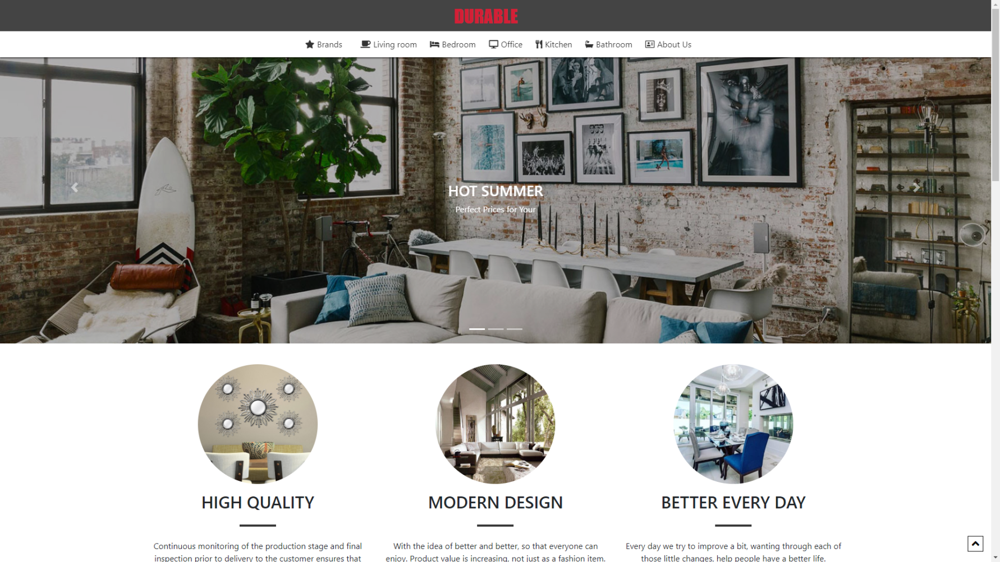 DURABLE
Brands Living room Bedroom Office Kitchen Bathroom About Us
HOT SUMMER
Perfect Prices for Your
HIGH QUALITY
MODERN DESIGN
BETTER EVERY DAY
Continuous monitoring of the production stage and final
inspection prior to delivery to the customer ensures that
With the idea of better and better, so that everyone can
enjoy. Product value is increasing, not just as a fashion item.
Every day we try to improve a bit, wanting through each of
those little changes, help people have a better life.